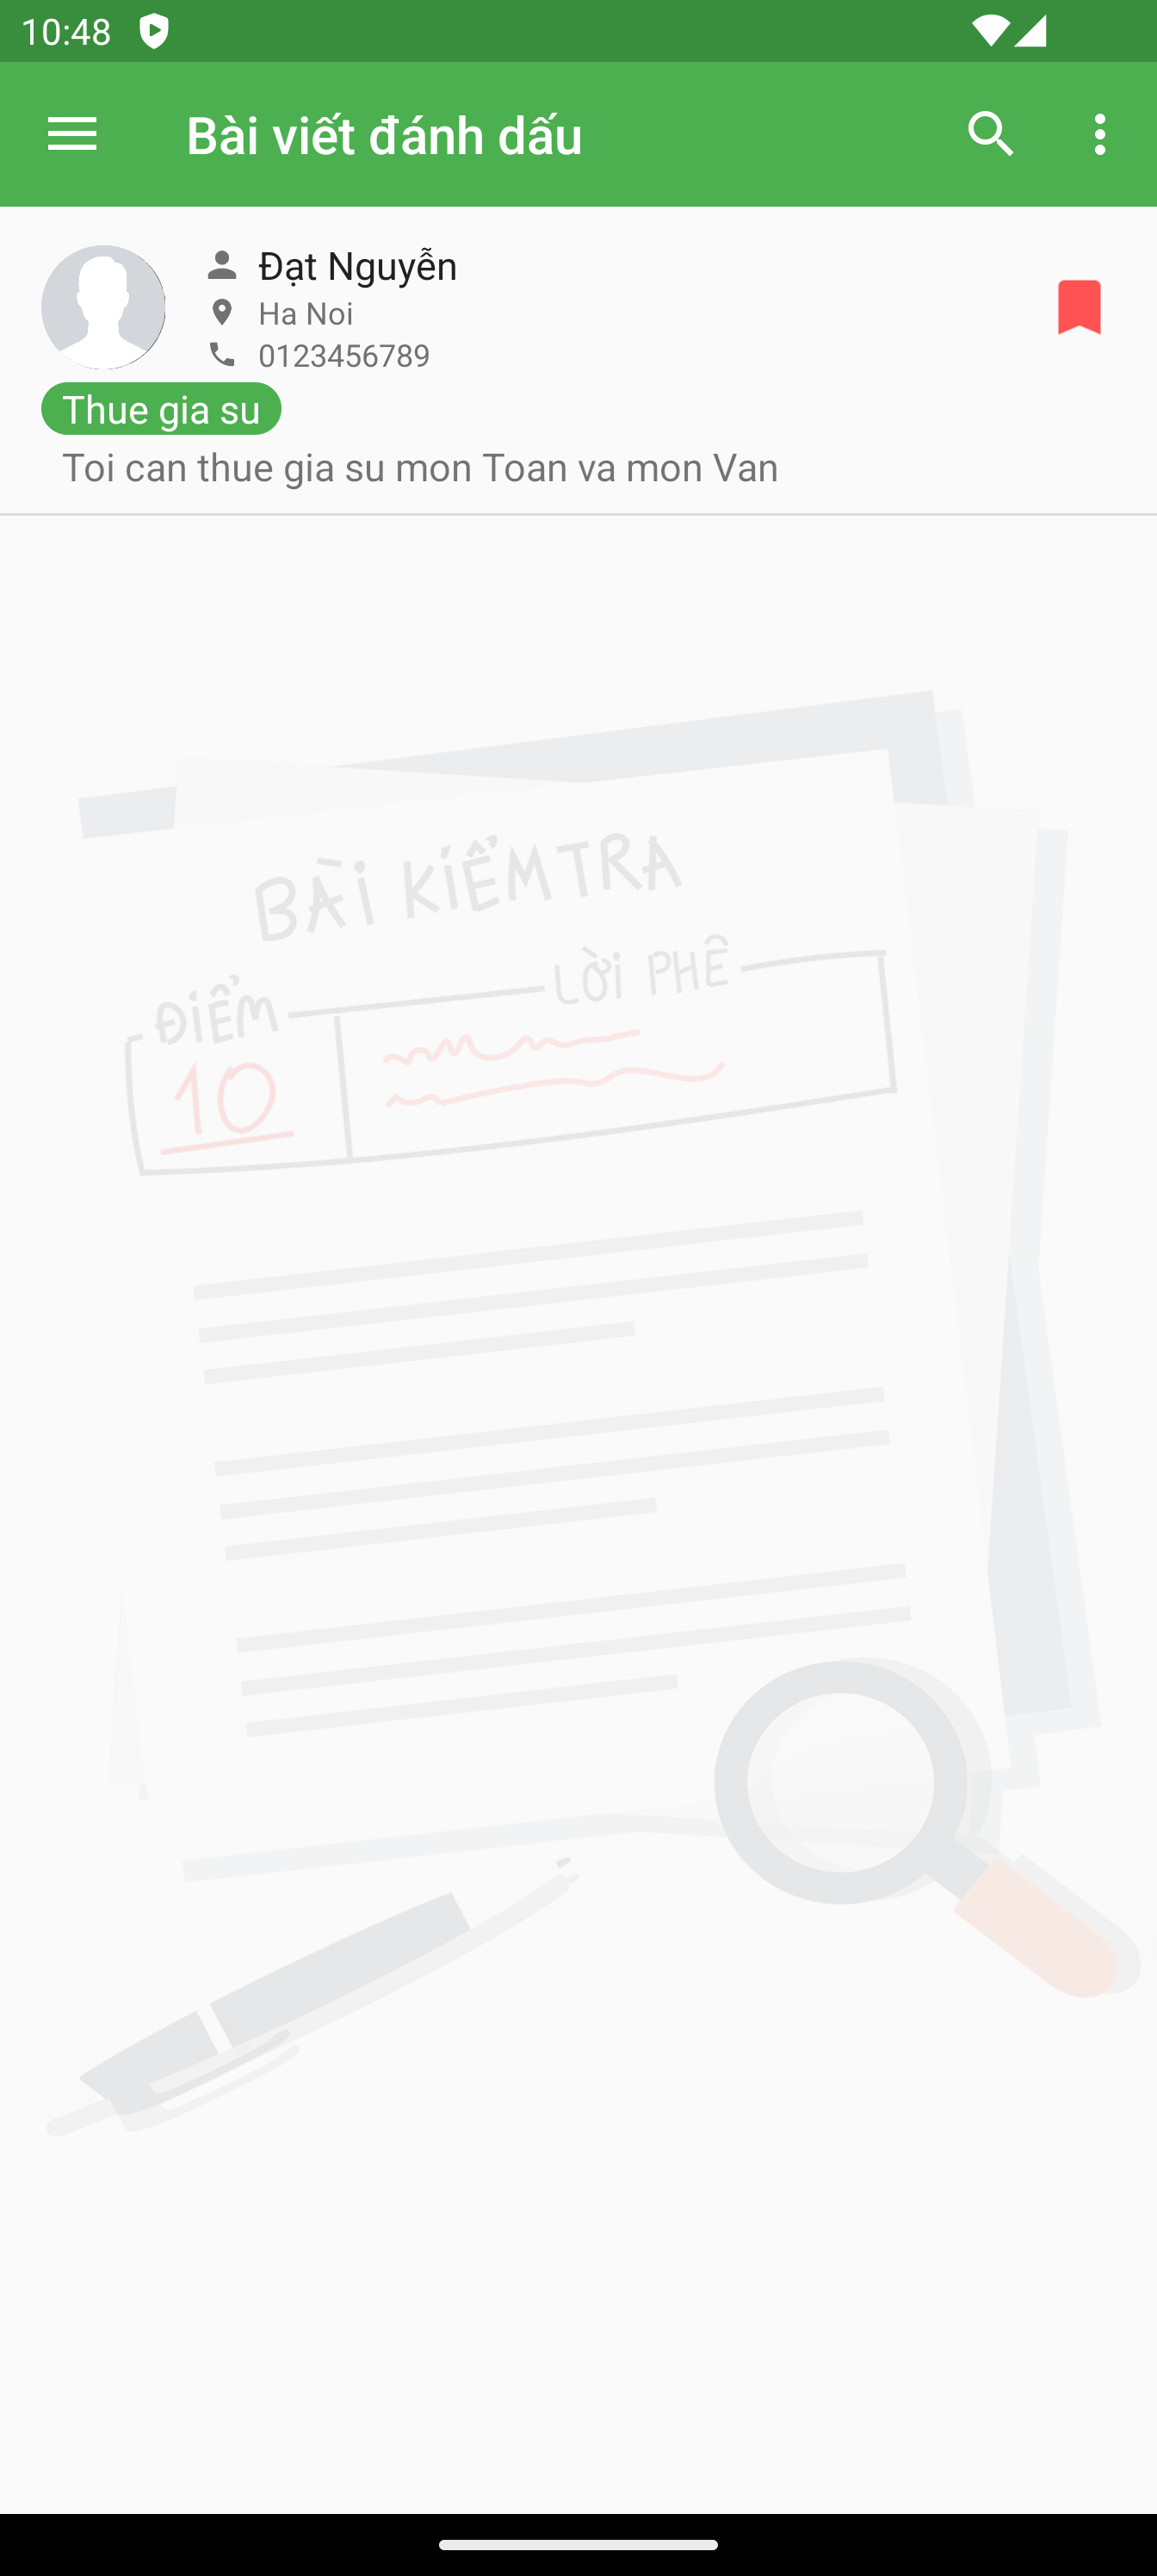 10:48
Bài viết đánh dấu
Đạt Nguyễn
Ha Noi
0123456789
Thue gia su
Toi can thue gia su mon Toan va mon Van
BÀI KIỂM TRA
ĐIỂM
LỜI PHÊ
10